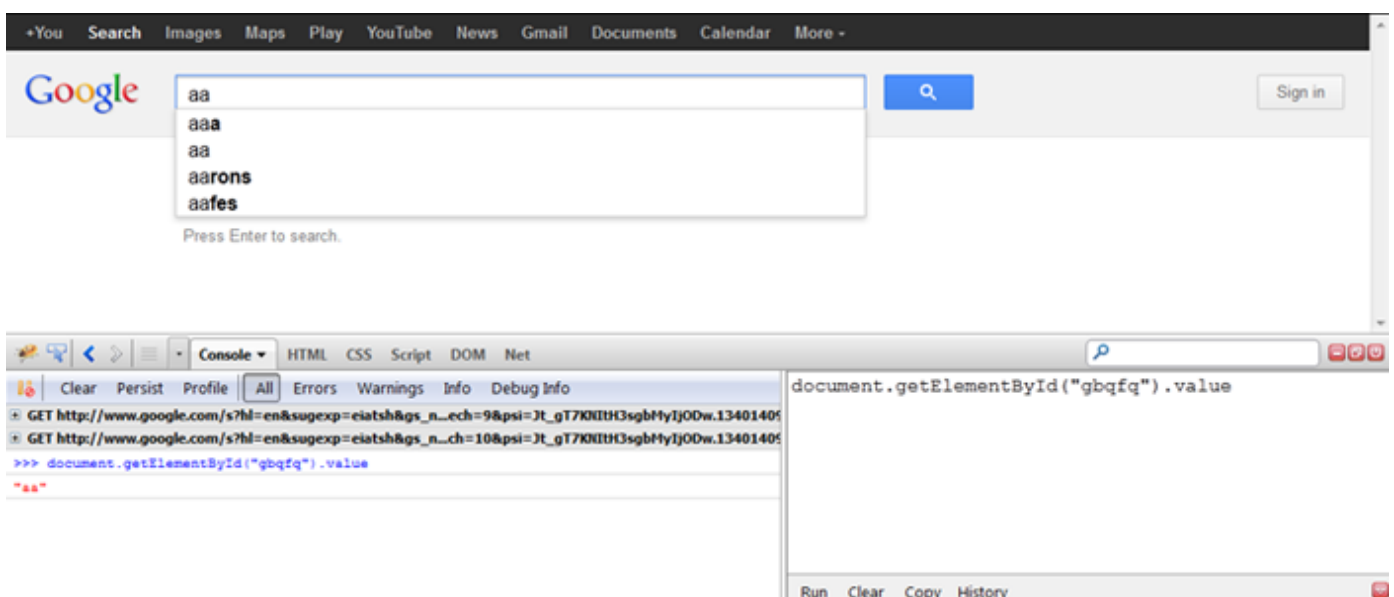 +You Search Images Maps Play YouTube News Gmail Documents Calendar More
Google aa Sign in
aaa
aa
aarons
aafes
Press Enter to search.
Console HTML CSS Script DOM Net
Clear Persist Profile All Errors Warnings Info Debug Info
GET http://www.google.com/s?hl=en&sugexp=eiatsh&gs_n...ech=9&psi=
GET http://www.google.com/s?hl=en&sugexp=eiatsh&gs_n...ch=10&psi=
>>> document.getElementById("gbqfq").value
"aa"
document.getElementById("gbqfq").value
Run Clear Copy History